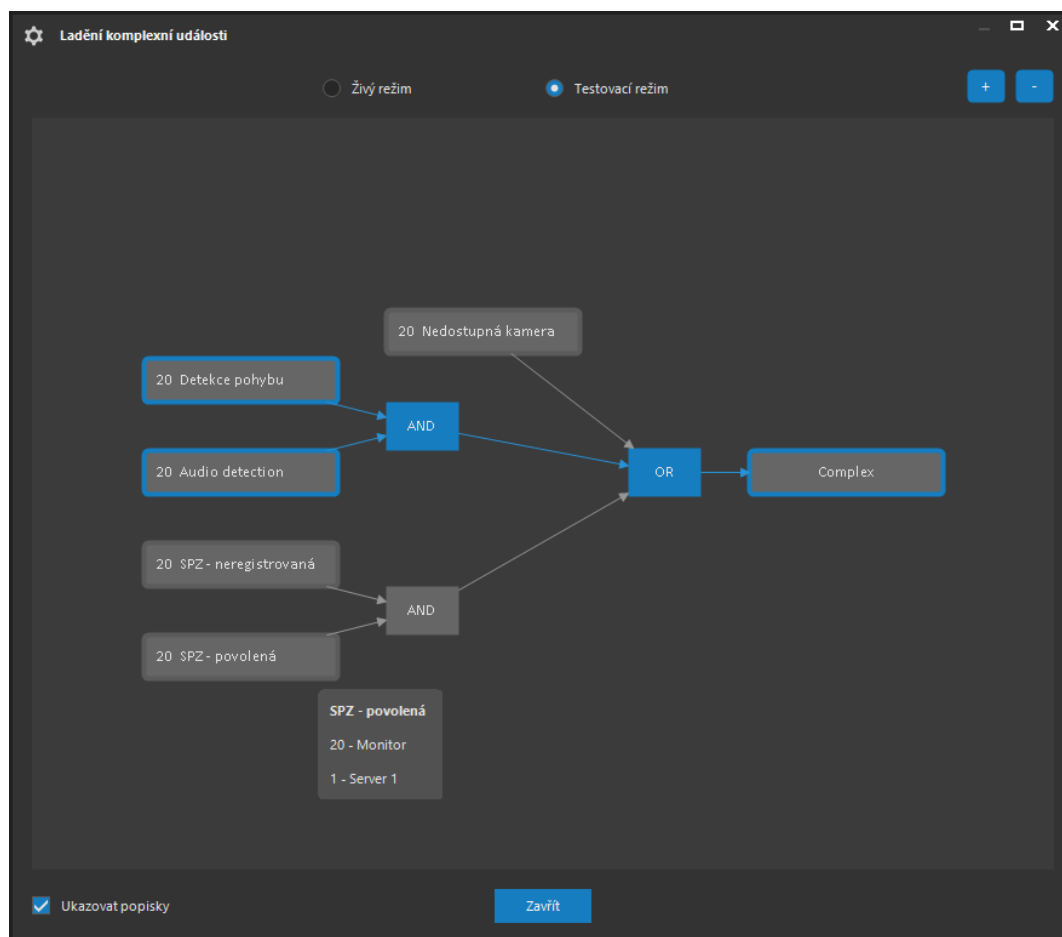 Ladění komplexní události
Živý režim
Testovací režim
+
-
20 Nedostupná kamera
20 Detekce pohybu
AND
20 Audio detection
OR
Complex
20 SPZ - neregistrovaná
AND
20 SPZ - povolená
SPZ - povolená
20 - Monitor
1 - Server 1
Ukazovat popisky
Zavřít